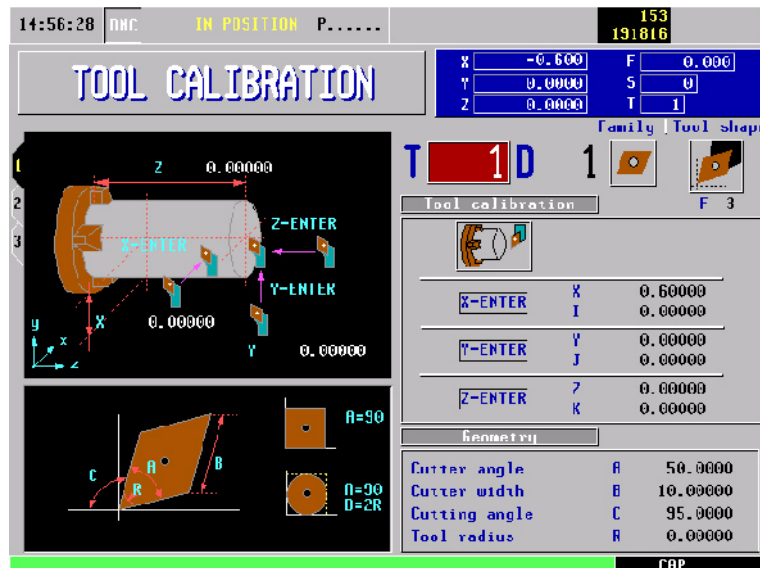 14:56:28 DNC IN POSITION P......
153
191816
TOOL CALIBRATION
X -0.600 F 0.000
Y 0.0000 S 0
Z 0.0000 T 1
Family Tool shap
T 1 D 1
F 3
1
2
3
Z 0.00000
Z-ENTER
X-ENTER
Y-ENTER
X 0.00000
Y 0.00000
y
x
z
Tool calibration
X-ENTER X 0.60000
I 0.00000
Y-ENTER Y 0.00000
J 0.00000
Z-ENTER Z 0.00000
K 0.00000
A=90
C A B
R
A=90
D=2R
Geometry
Cutter angle A 50.0000
Cutter width B 10.00000
Cutting angle C 95.0000
Tool radius R 0.00000
CAP